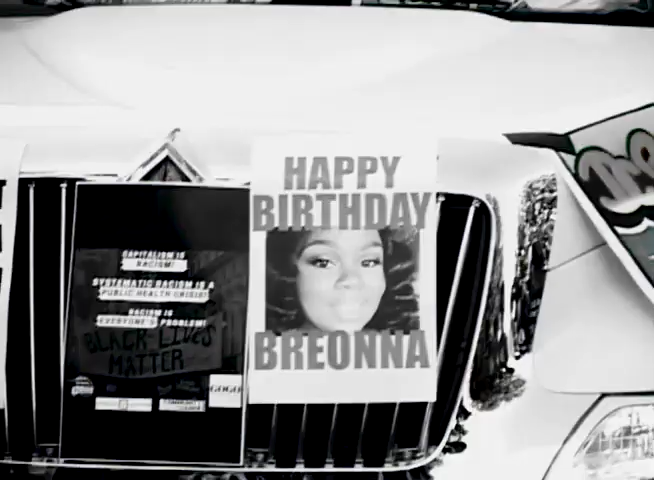 CAPITALISM IS
RACISM!
SYSTEMATIC RACISM IS A
PUBLIC HEALTH CRISIS!
RACISM IS
EVERYONE'S PROBLEM!
BLACK LIVES
MATTER
HAPPY
BIRTHDAY
BREONNA